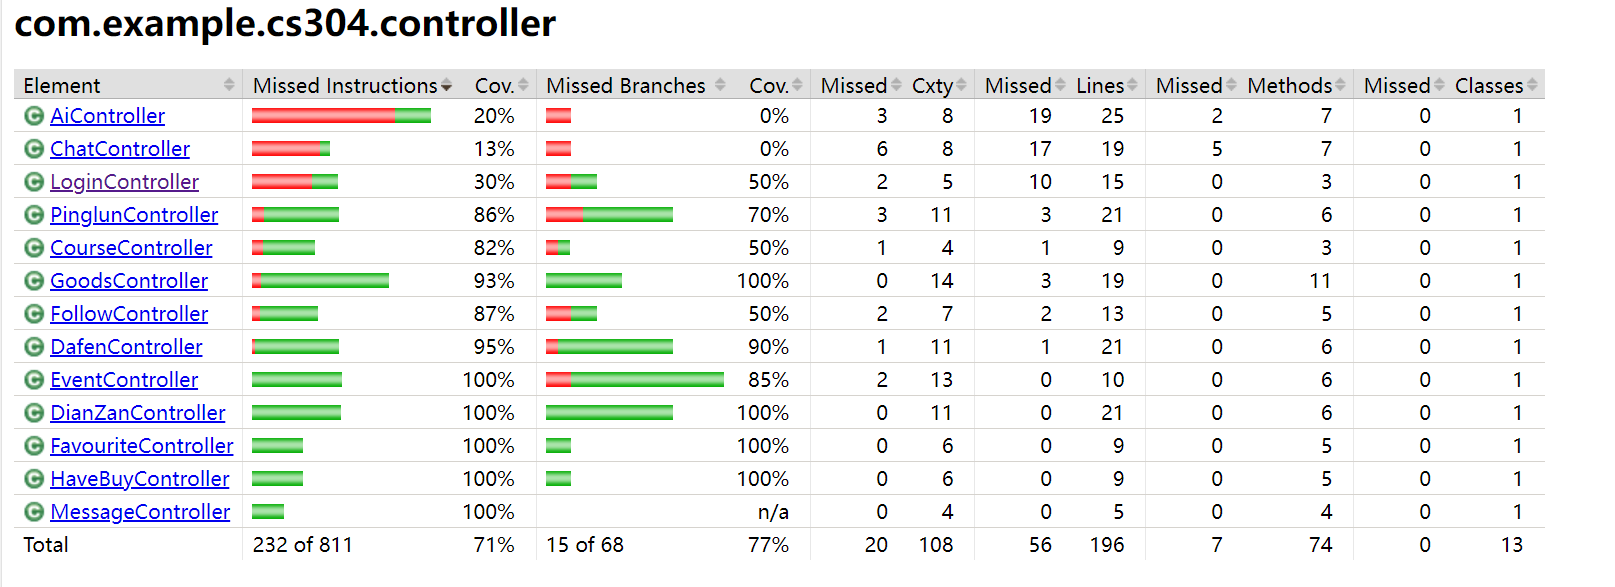 com.example.cs304.controller
Element Missed Instructions Cov. Missed Branches Cov. Missed Cxty Missed Lines Missed Methods Missed Classes
C AiController 20% 0% 3 8 19 25 2 7 0 1
C ChatController 13% 0% 6 8 17 19 5 7 0 1
C LoginController 30% 50% 2 5 10 15 0 3 0 1
C PinglunController 86% 70% 3 11 3 21 0 6 0 1
C CourseController 82% 50% 1 4 1 9 0 3 0 1
C GoodsController 93% 100% 0 14 3 19 0 11 0 1
C FollowController 87% 50% 2 7 2 13 0 5 0 1
C DafenController 95% 90% 1 11 1 21 0 6 0 1
C EventController 100% 85% 2 13 0 10 0 6 0 1
C DianZanController 100% 100% 0 11 0 21 0 6 0 1
C FavouriteController 100% 100% 0 6 0 9 0 5 0 1
C HaveBuyController 100% 100% 0 6 0 9 0 5 0 1
C MessageController 100% n/a 0 4 0 5 0 4 0 1
Total 232 of 811 71% 15 of 68 77% 20 108 56 196 7 74 0 13